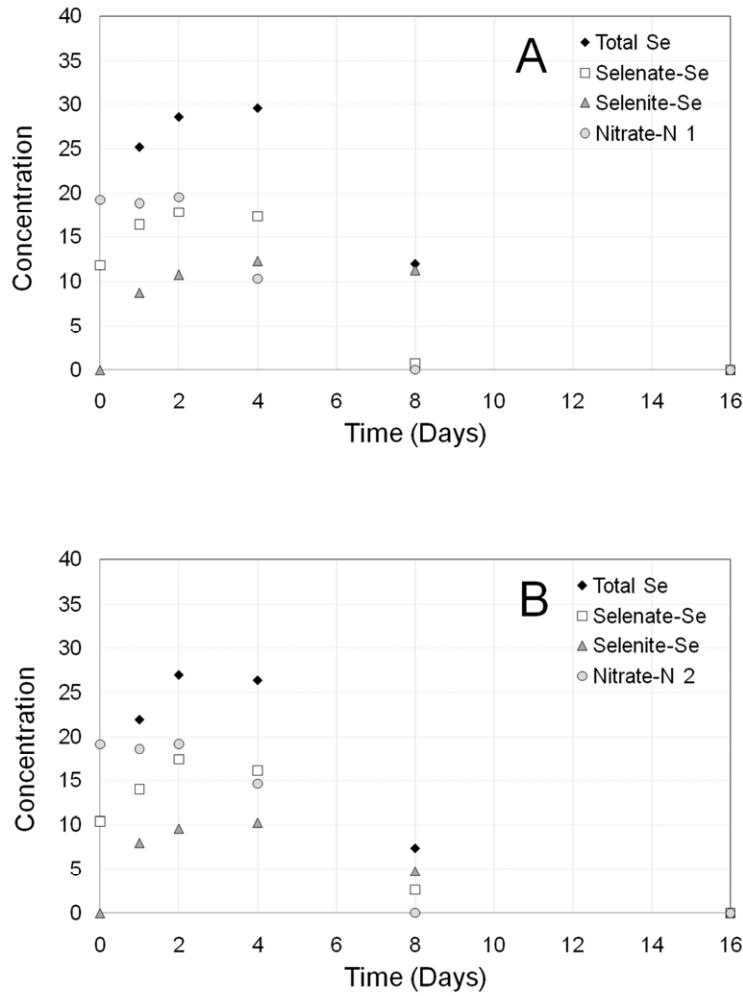 40
35
30
25
20
15
10
5
0
Concentration
A
Total Se
Selenate-Se
Selenite-Se
Nitrate-N 1
0 2 4 6 8 10 12 14 16
Time (Days)
40
35
30
25
20
15
10
5
0
Concentration
B
Total Se
Selenate-Se
Selenite-Se
Nitrate-N 2
0 2 4 6 8 10 12 14 16
Time (Days)